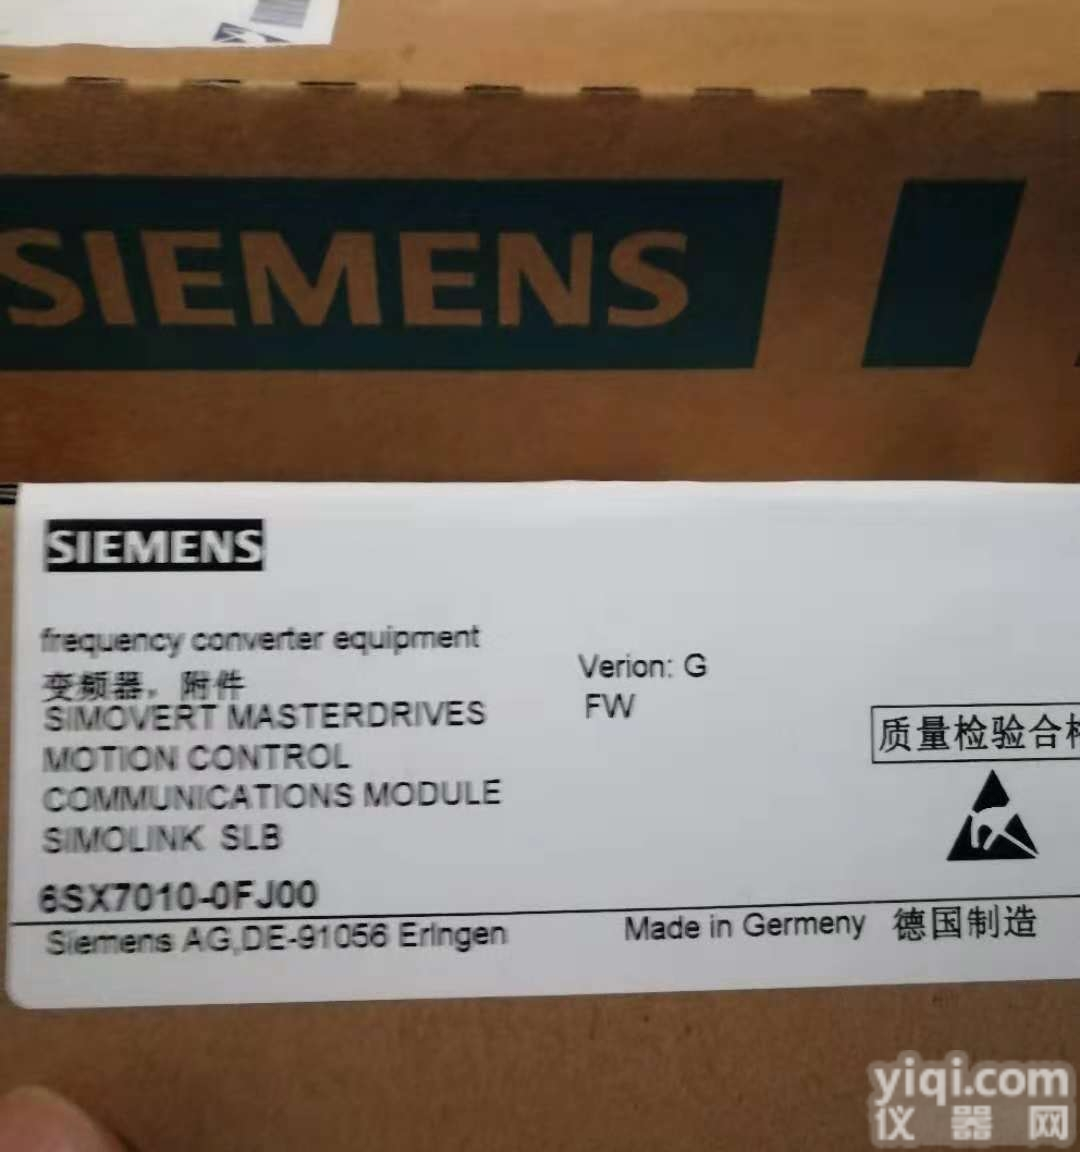 SIEMENS
SIEMENS
frequency converter equipment
变频器，附件
SIMOVERT MASTERDRIVES
MOTION CONTROL
COMMUNICATIONS MODULE
SIMOLINK SLB
6SX7010-0FJ00
Verion: G
FW
质量检验合格
Siemens AG,DE-91056 Erlngen
Made in Germeny 德国制造
yiqi.com
仪器网